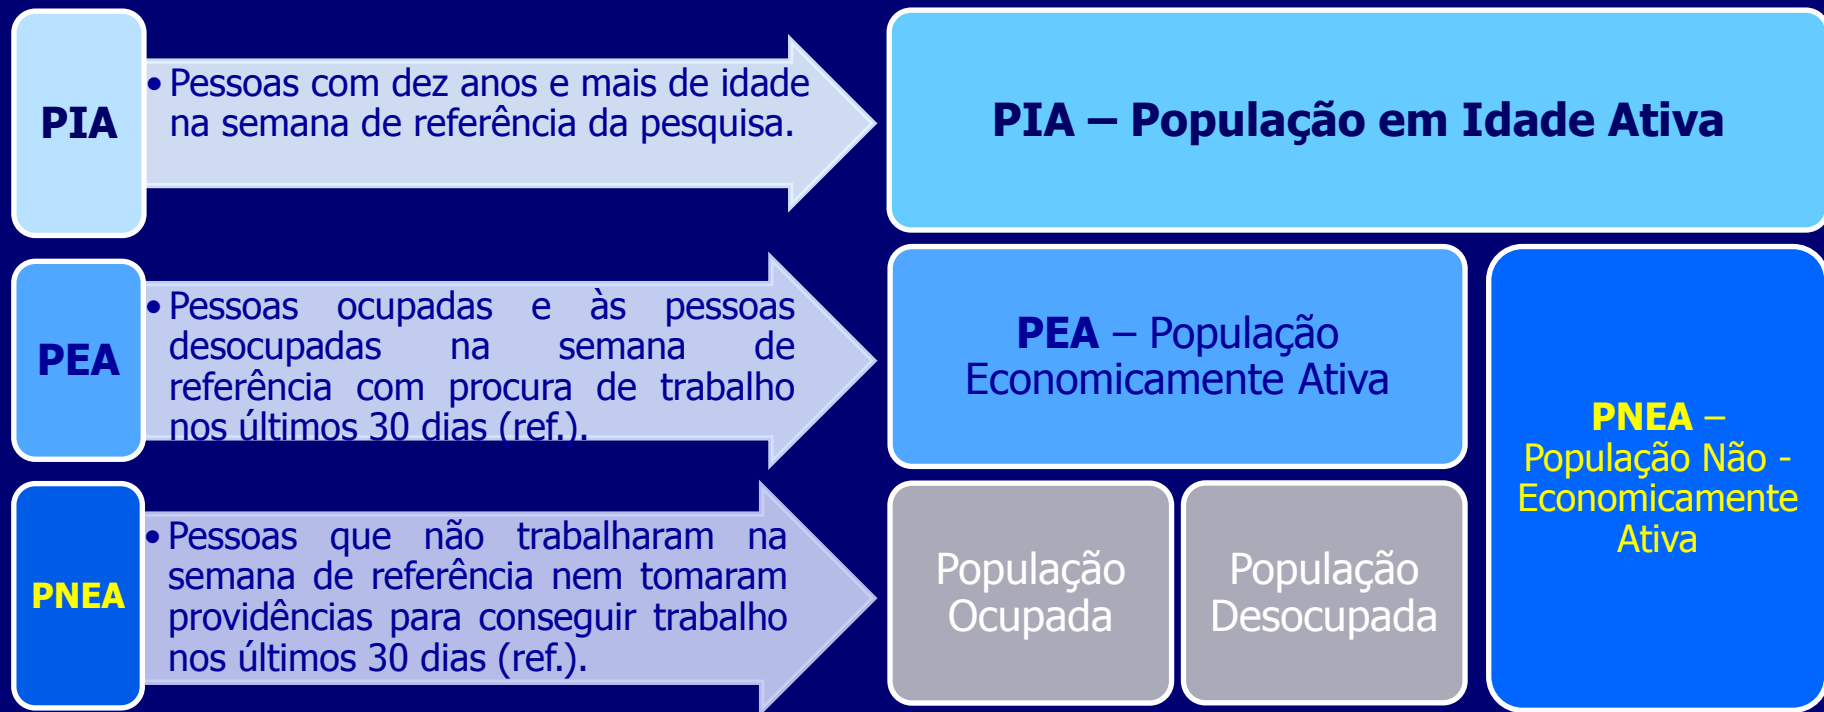 PIA
• Pessoas com dez anos e mais de idade
na semana de referência da pesquisa.
PIA – População em Idade Ativa
PEA
• Pessoas ocupadas e às pessoas
desocupadas na semana de
referência com procura de trabalho
nos últimos 30 dias (ref.).
PEA – População
Economicamente Ativa
PNEA
• Pessoas que não trabalharam na
semana de referência nem tomaram
providências para conseguir trabalho
nos últimos 30 dias (ref.).
População
Ocupada
População
Desocupada
PNEA –
População Não -
Economicamente
Ativa